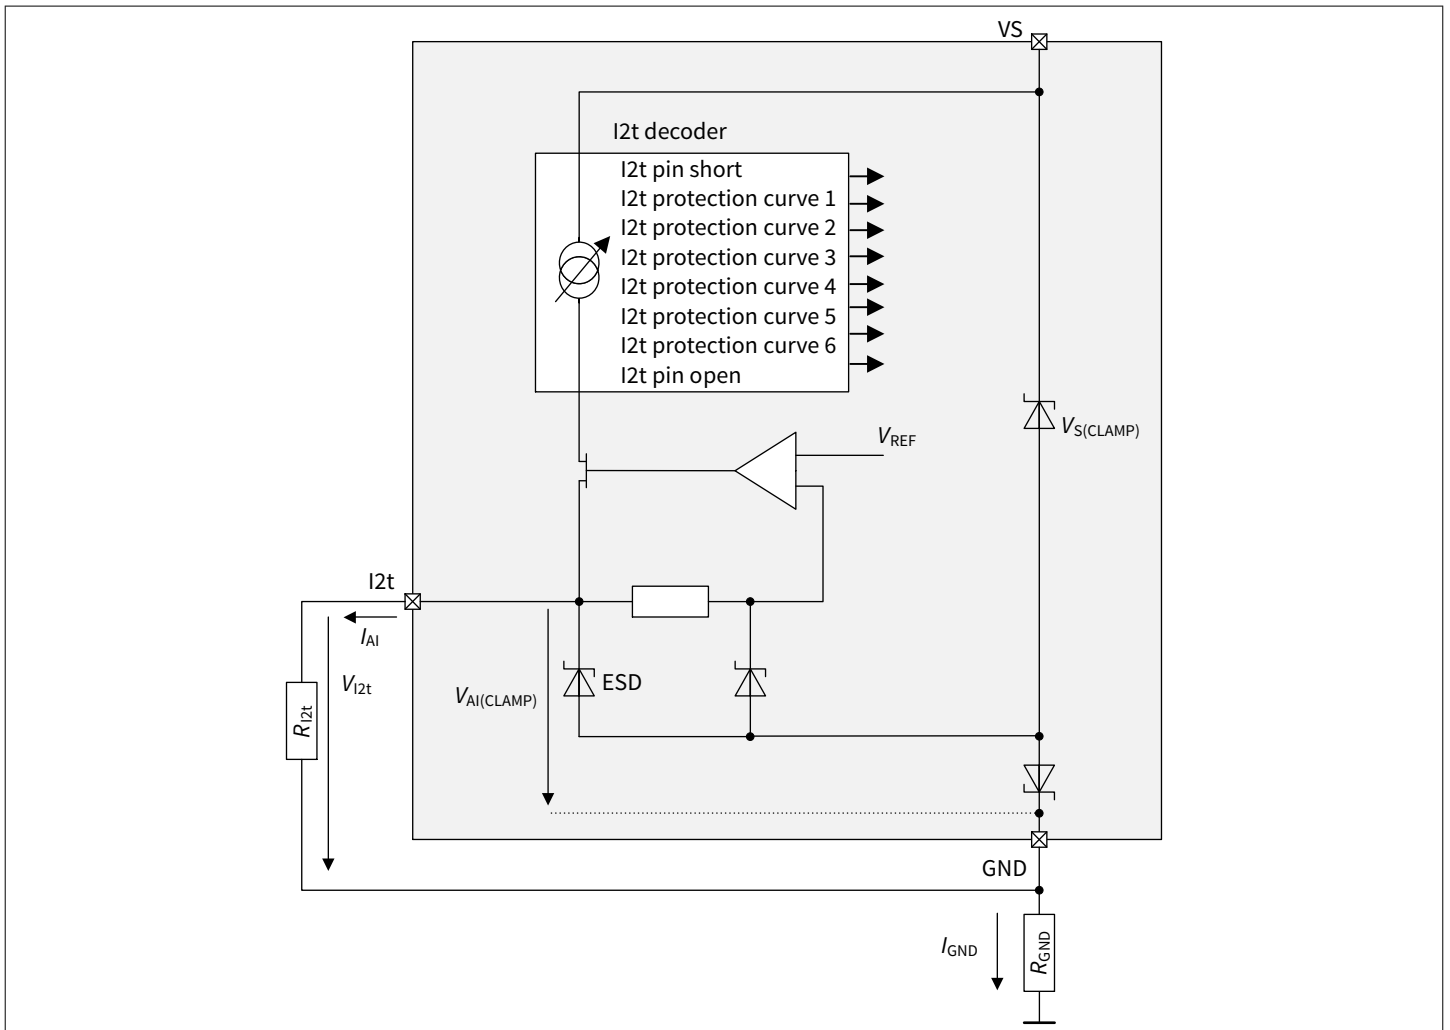 VS
I2t decoder
I2t pin short
I2t protection curve 1
I2t protection curve 2
I2t protection curve 3
I2t protection curve 4
I2t protection curve 5
I2t protection curve 6
I2t pin open
VREF
VS(CLAMP)
I2t
IAI
VI2t
RI2t
VAI(CLAMP)
ESD
GND
IGND
RGND